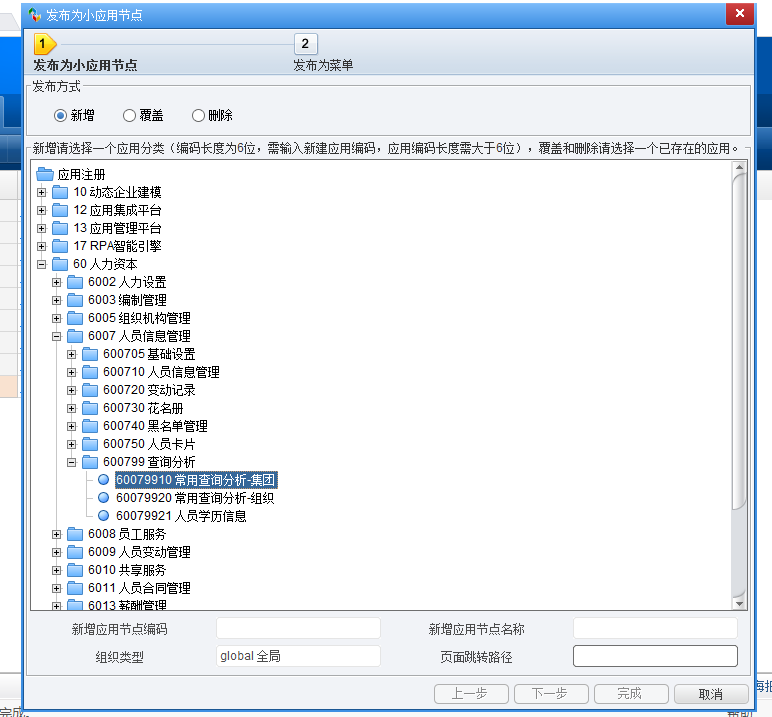 发布为小应用节点
1
2
发布为小应用节点
发布为菜单
发布方式
新增 覆盖 删除
新增请选择一个应用分类（编码长度为6位，需输入新建应用编码，应用编码长度需大于6位），覆盖和删除请选择一个已存在的应用。
应用注册
10 动态企业建模
12 应用集成平台
13 应用管理平台
17 RPA智能引擎
60 人力资本
6002 人力设置
6003 编制管理
6005 组织机构管理
6007 人员信息管理
600705 基础设置
600710 人员信息管理
600720 变动记录
600730 花名册
600740 黑名单管理
600750 人员卡片
600799 查询分析
60079910 常用查询分析-集团
60079920 常用查询分析-组织
60079921 人员学历信息
6008 员工服务
6009 人员变动管理
6010 共享服务
6011 人员合同管理
6013 薪酬管理
新增应用节点编码 新增应用节点名称
组织类型 global 全局 页面跳转路径
上一步 下一步 完成 取消
完成.